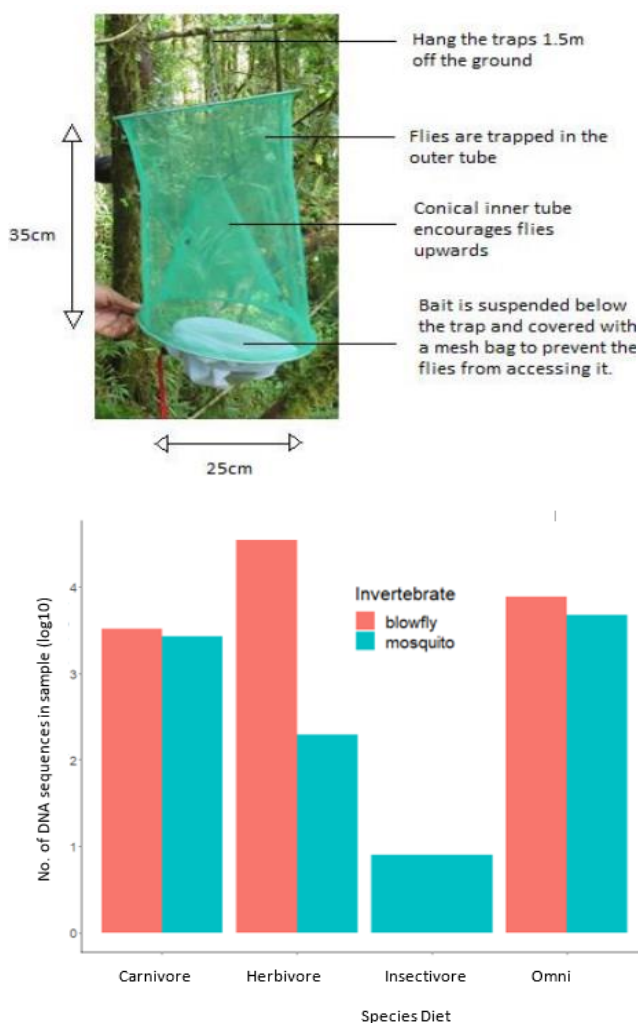 Hang the traps 1.5m
off the ground
Flies are trapped in the
outer tube
35cm
Conical inner tube
encourages flies
upwards
Bait is suspended below
the trap and covered with
a mesh bag to prevent the
flies from accessing it.
25cm
No. of DNA sequences in sample (log10)
4
3
2
1
0
Invertebrate
blowfly
mosquito
Carnivore Herbivore Insectivore Omni
Species Diet